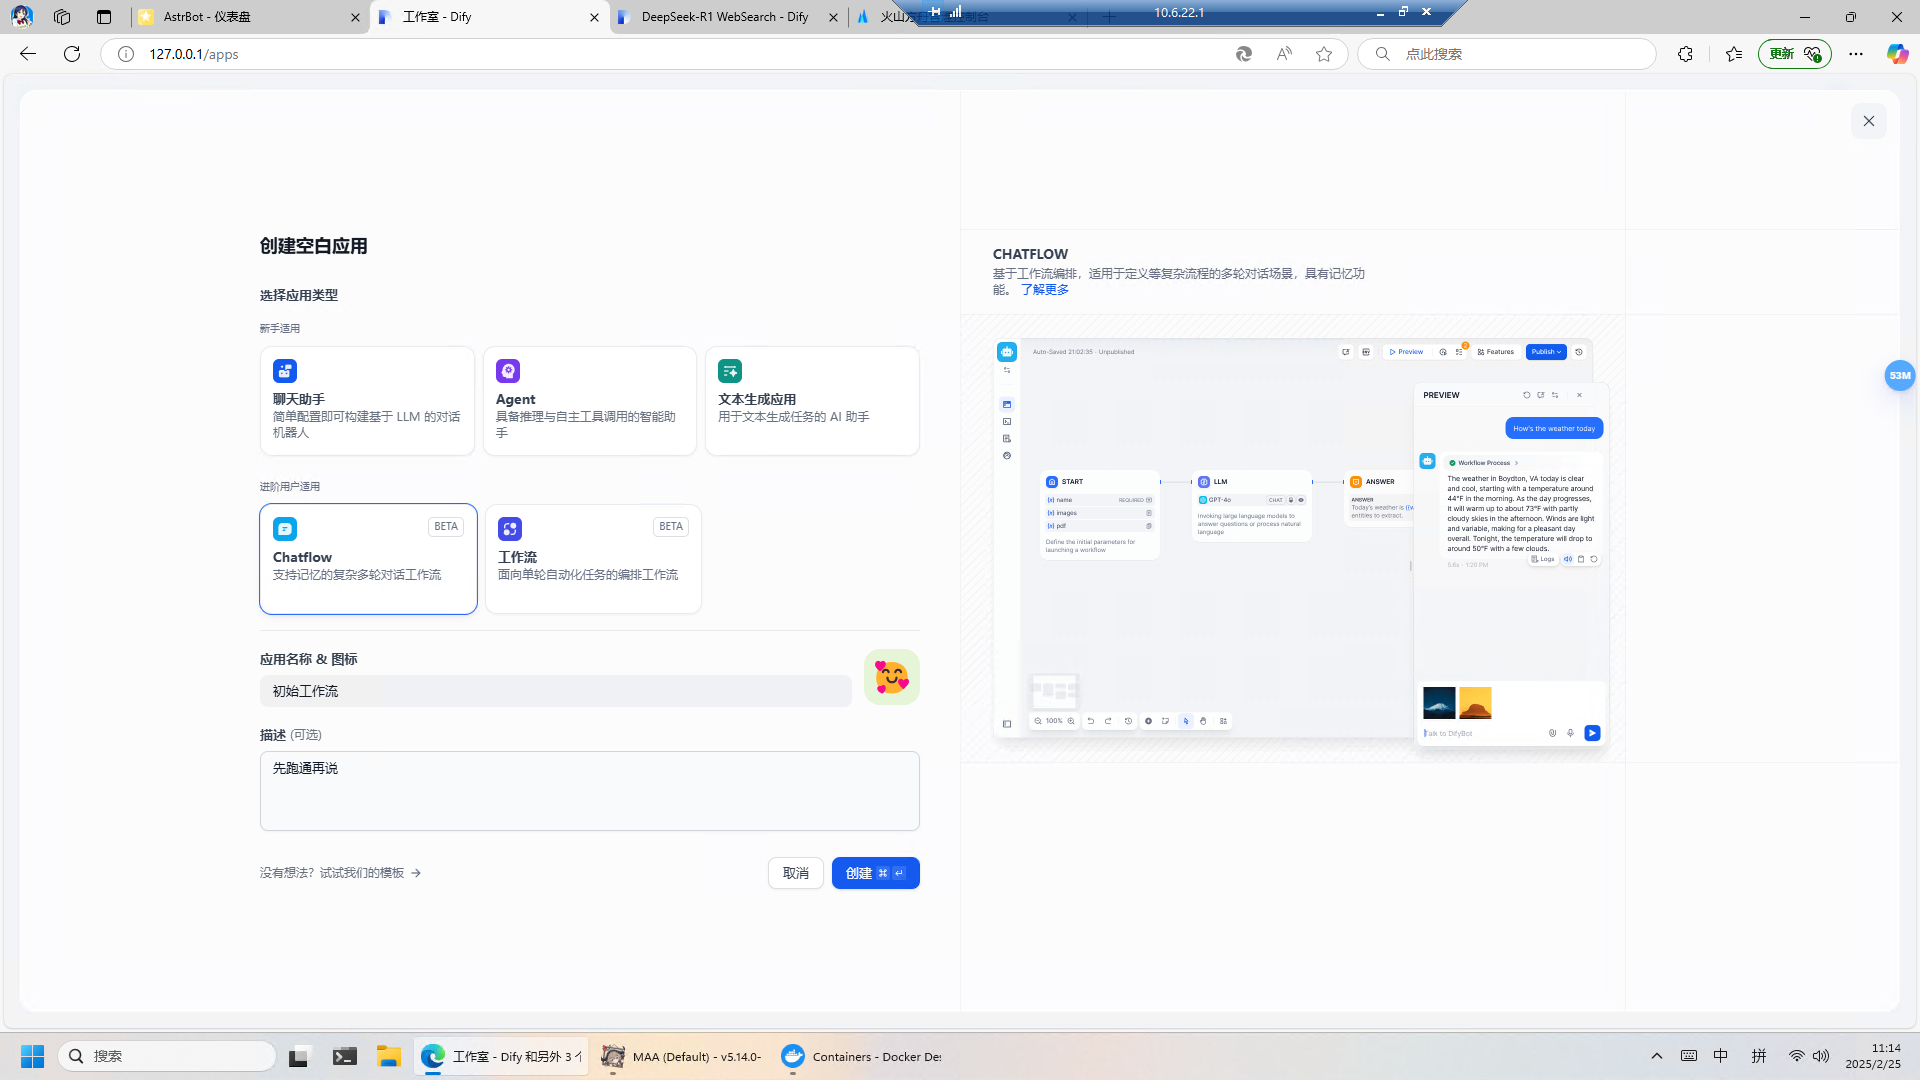 AstrBot - 仪表盘
工作室 - Dify
DeepSeek-R1 WebSearch - Dify
10.6.22.1
127.0.0.1/apps
点此搜索
更新
53M
创建空白应用
选择应用类型
新手适用
聊天助手
简单配置即可构建基于 LLM 的对话
机器人
Agent
具备推理与自主工具调用的智能助
手
文本生成应用
用于文本生成任务的 AI 助手
进阶用户适用
BETA
Chatflow
支持记忆的复杂多轮对话工作流
BETA
工作流
面向单轮自动化任务的编排工作流
应用名称 & 图标
初始工作流
描述 (可选)
先跑通再说
没有想法？试试我们的模板 →
取消
创建 ⌘ ↵
CHATFLOW
基于工作流编排，适用于定义等复杂流程的多轮对话场景，具有记忆功
能。 了解更多
Auto-Saved 21:02:35 · Unpublished
Preview
2
Features
Publish
START
{x} name REQUIRED
{x} images
{x} pdf
Define the initial parameters for
launching a workflow
LLM
GPT-4o CHAT
Invoking large language models to
answer questions or process natural
language
ANSWER
ANSWER
Today's weather is
entities to extract.
100%
PREVIEW
How's the weather today
Workflow Process
The weather in Boydton, VA today is clear
and cool, starting with a temperature around
44°F in the morning. As the day progresses,
it will warm up to about 73°F with partly
cloudy skies in the afternoon. Winds are light
and variable, making for a pleasant day
overall. Tonight, the temperature will drop to
around 50°F with a few clouds.
Logs
5.6s · 1:20 PM
Talk to DifyBot
搜索
工作室 - Dify 和另外 3 个
MAA (Default) - v5.14.0-
Containers - Docker Des
中
拼
11:14
2025/2/25